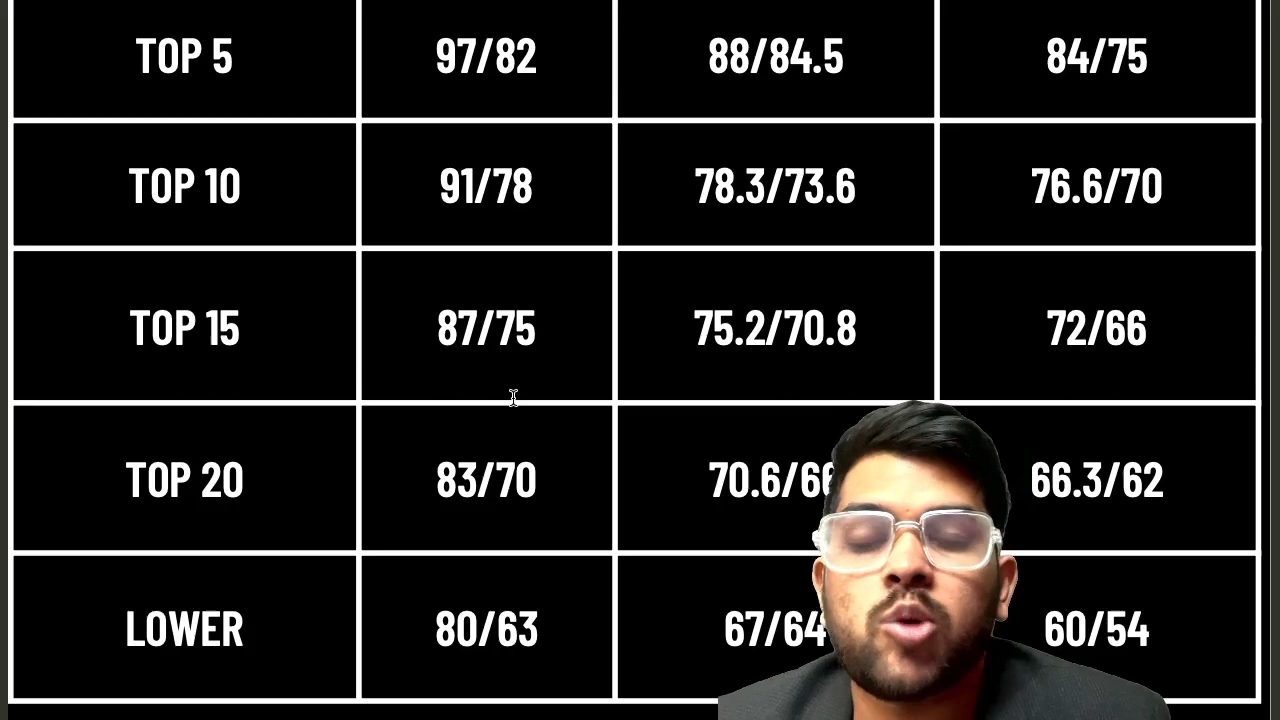 TOP 5 97/82 88/84.5 84/75
TOP 10 91/78 78.3/73.6 76.6/70
TOP 15 87/75 75.2/70.8 72/66
TOP 20 83/70 66.3/62
LOWER 80/63 67/64 60/54